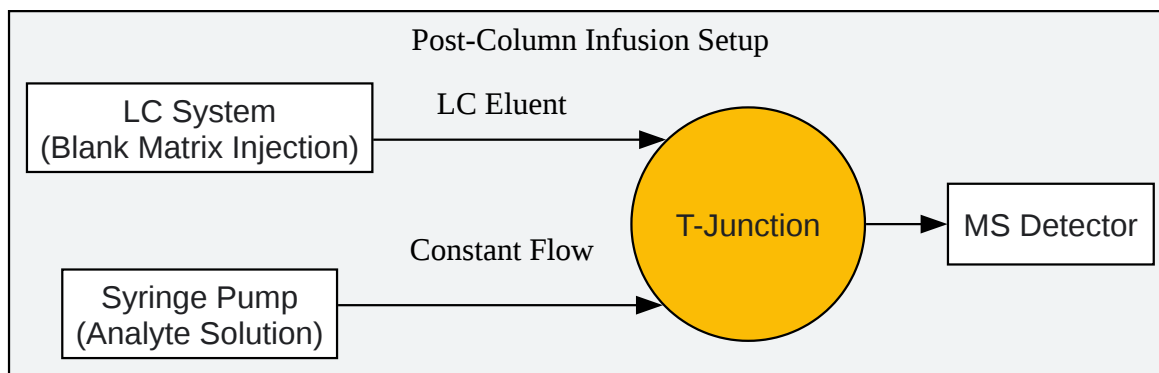 Post-Column Infusion Setup
LC System
(Blank Matrix Injection)
LC Eluent
T-Junction
MS Detector
Constant Flow
Syringe Pump
(Analyte Solution)